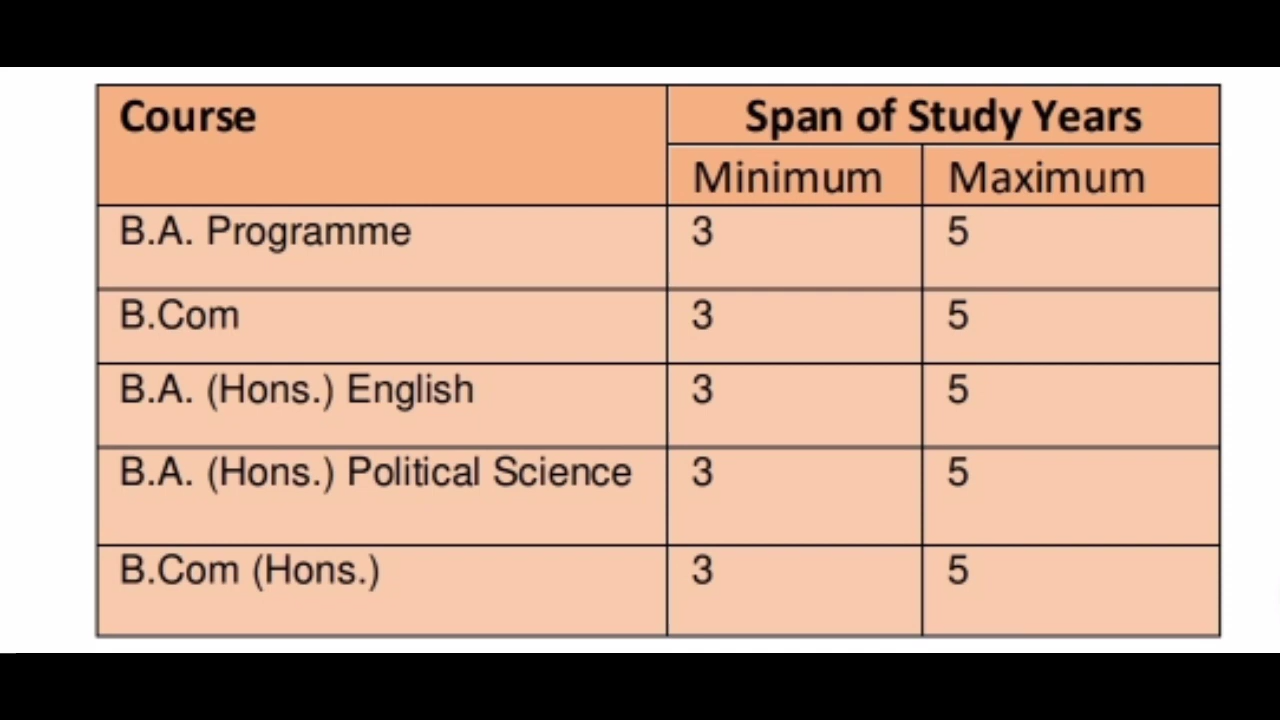 Course Span of Study Years
Minimum Maximum
B.A. Programme 3 5
B.Com 3 5
B.A. (Hons.) English 3 5
B.A. (Hons.) Political Science 3 5
B.Com (Hons.) 3 5